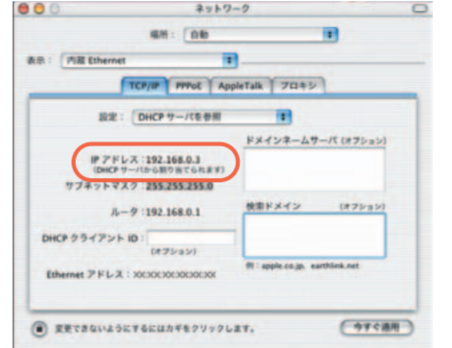 ネットワーク
場所： 自動
表示： 内蔵 Ethernet
TCP/IP PPPoE AppleTalk プロキシ
設定： DHCP サーバを参照
ドメインネームサーバ (オプション)
IP アドレス：192.168.0.3
(DHCP サーバから割り当てられます)
サブネットマスク：255.255.255.0
ルータ：192.168.0.1
検索ドメイン (オプション)
DHCP クライアント ID：
(オプション)
例：apple.co.jp, earthlink.net
Ethernet アドレス：XX:XX:XX:XX:XX:XX
変更できないようにするにはカギをクリックします。
今すぐ適用